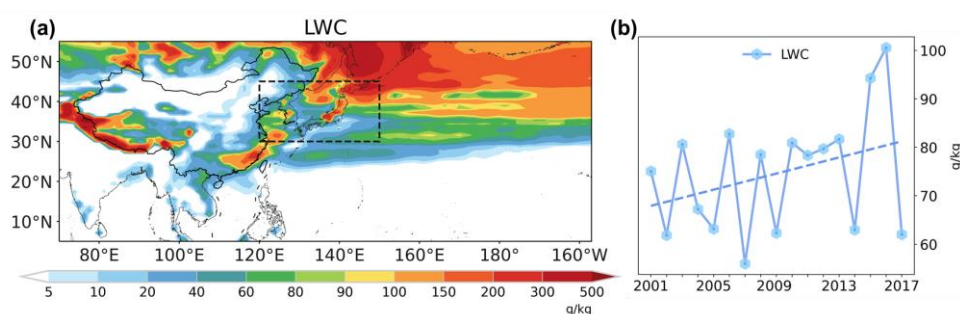 (a)
LWC
50°N
40°N
30°N
20°N
10°N
80°E
100°E
120°E
140°E
160°E
180°
160°W
5
10
20
40
60
80
90
100
150
200
300
500
g/kg
(b)
LWC
100
90
80
70
60
g/kg
2001
2005
2009
2013
2017